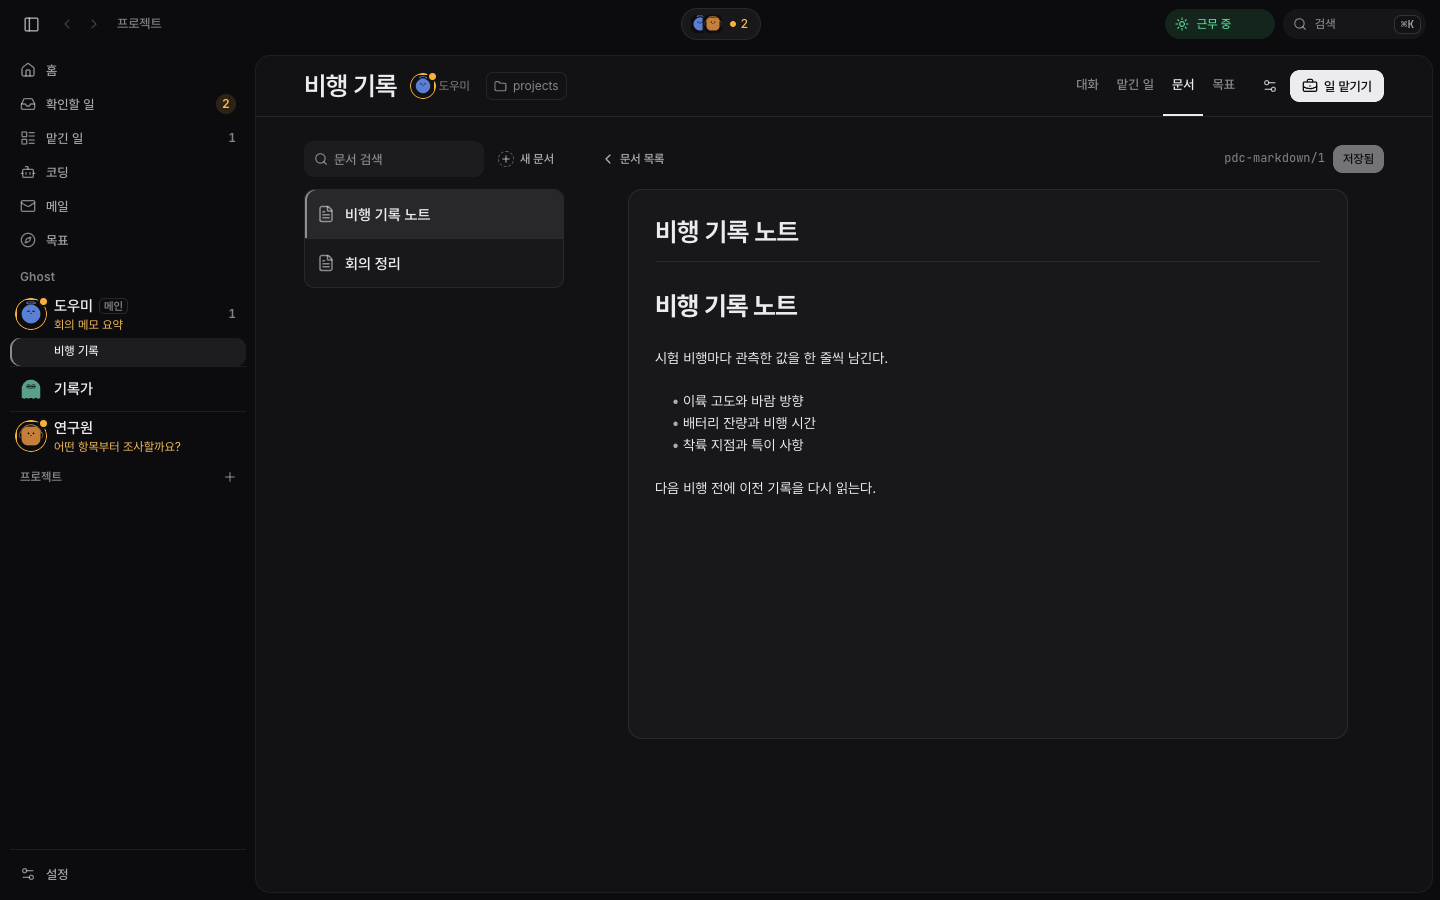 프로젝트
2
근무 중
검색
⌘K
홈
확인할 일
2
맡긴 일
1
코딩
메일
목표
Ghost
도우미
메인
회의 메모 요약
1
비행 기록
기록가
연구원
어떤 항목부터 조사할까요?
프로젝트
설정
비행 기록
도우미
projects
대화
맡긴 일
문서
목표
일 맡기기
문서 검색
새 문서
문서 목록
pdc-markdown/1
저장됨
비행 기록 노트
회의 정리
비행 기록 노트
비행 기록 노트
시험 비행마다 관측한 값을 한 줄씩 남긴다.
• 이륙 고도와 바람 방향
• 배터리 잔량과 비행 시간
• 착륙 지점과 특이 사항
다음 비행 전에 이전 기록을 다시 읽는다.